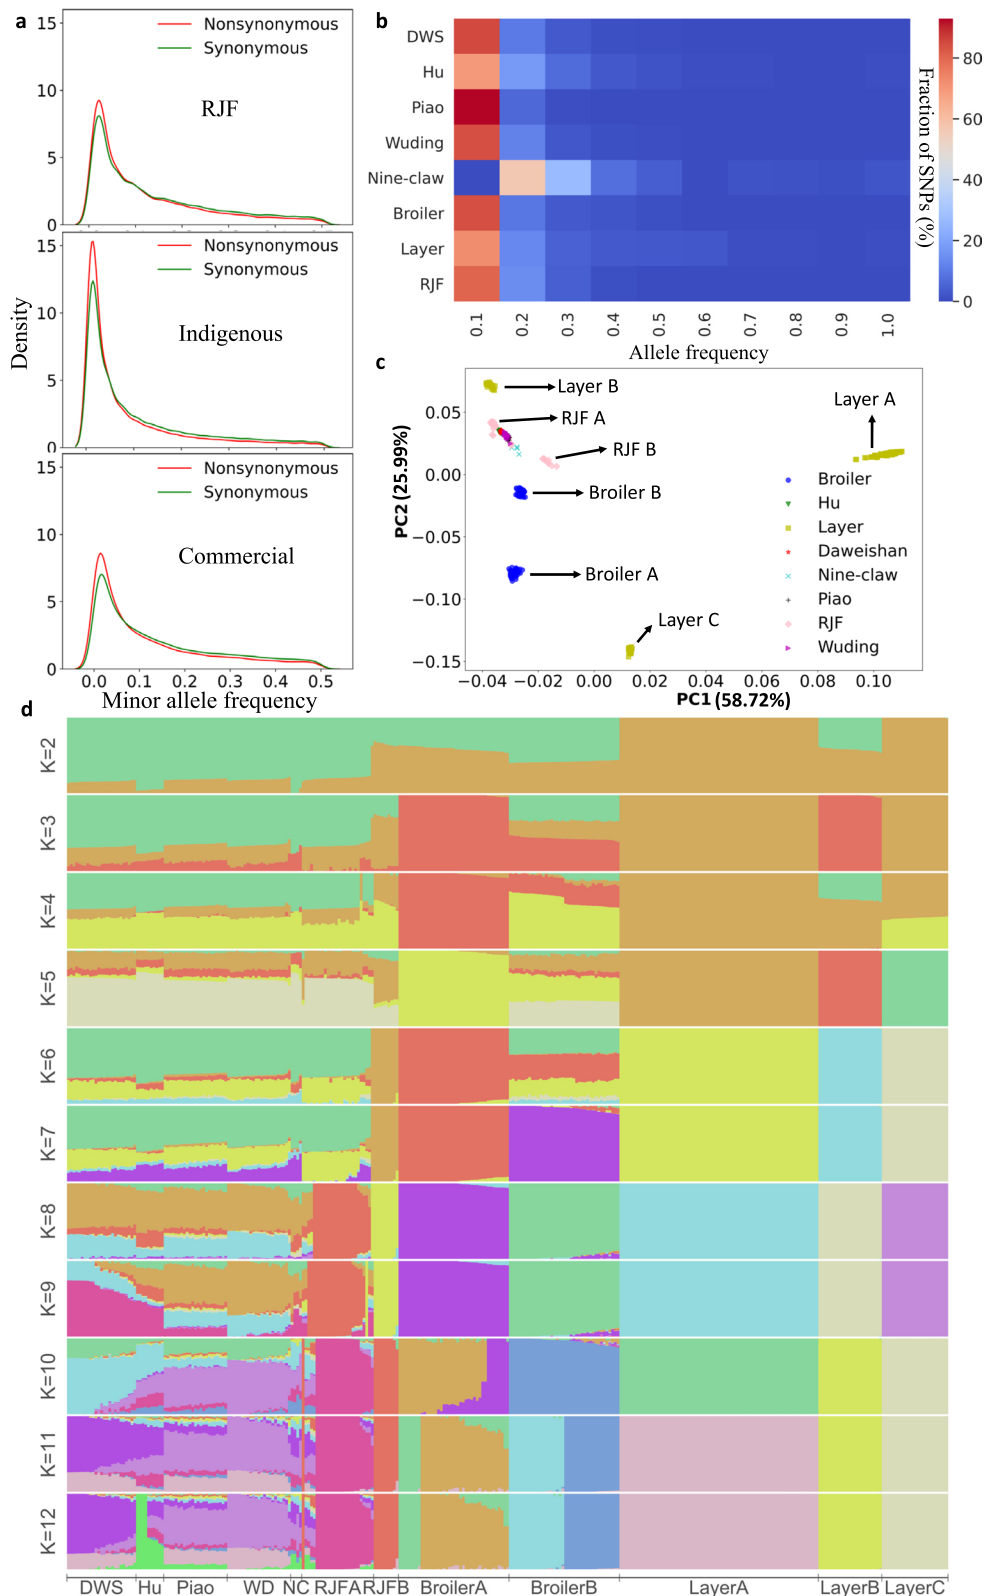 a
15
10
5
0
Nonsynonymous
Synonymous
RJF
15
10
5
0
Nonsynonymous
Synonymous
Indigenous
Density
15
10
5
0
Nonsynonymous
Synonymous
Commercial
0.0 0.1 0.2 0.3 0.4 0.5
Minor allele frequency
b
DWS
Hu
Piao
Wuding
Nine-claw
Broiler
Layer
RJF
0.1 0.2 0.3 0.4 0.5 0.6 0.7 0.8 0.9 1.0
Allele frequency
80
60
40
20
0
Fraction of SNPs (%)
c
Layer B
RJF A
RJF B
Layer A
Broiler B
Broiler A
Layer C
Broiler
Hu
Layer
Daweishan
Nine-claw
Piao
RJF
Wuding
PC2 (25.99%)
0.05
0.00
−0.05
−0.10
−0.15
−0.04 −0.02 0.00 0.02 0.04 0.06 0.08 0.10
PC1 (58.72%)
d
K=2
K=3
K=4
K=5
K=6
K=7
K=8
K=9
K=10
K=11
K=12
DWS Hu Piao WD NC RJFA RJFB BroilerA BroilerB LayerA LayerB LayerC